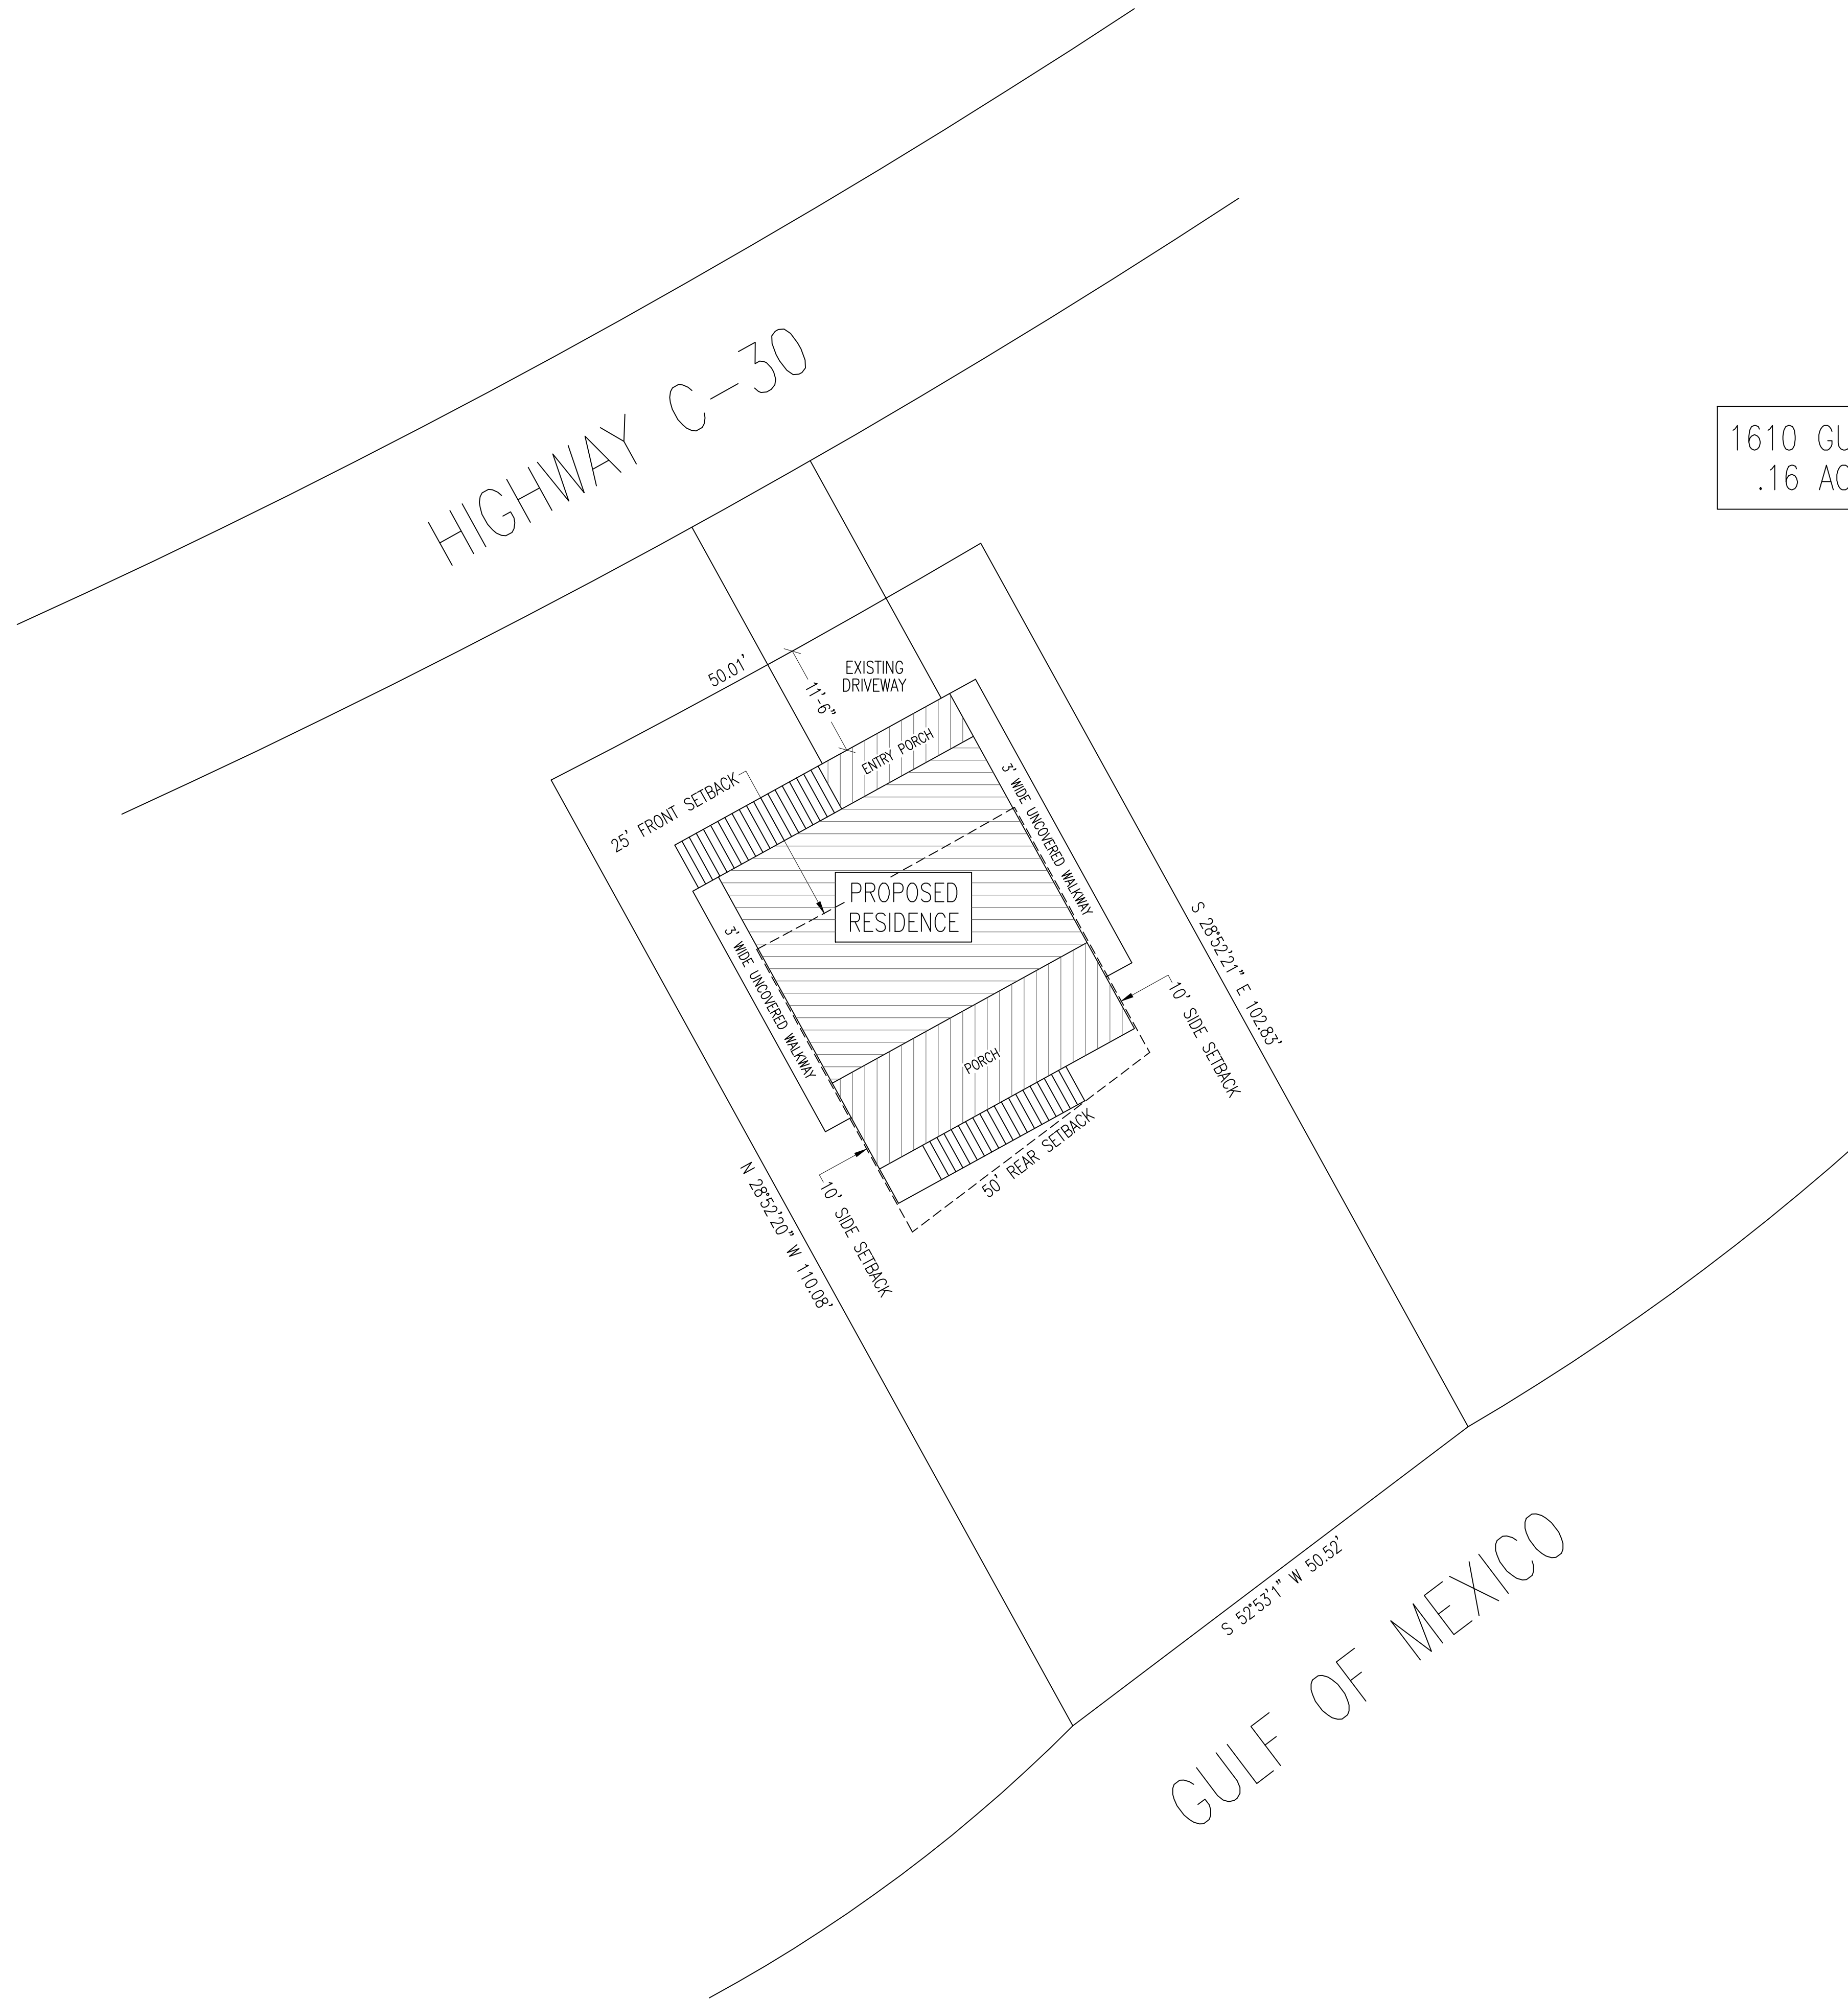 HIGHWAY C-30
1610 GU
.16 AC
50.01'
EXISTING
DRIVEWAY
11'-6"
ENTRY PORCH
25' FRONT SETBACK
3' WIDE UNCOVERED WALKWAY
PROPOSED
RESIDENCE
3' WIDE UNCOVERED WALKWAY
S 28°52'21" E 102.83'
10' SIDE SETBACK
PORCH
50' REAR SETBACK
N 28°52'20" W 110.08'
10' SIDE SETBACK
S 52°53'1" W 50.52'
GULF OF MEXICO